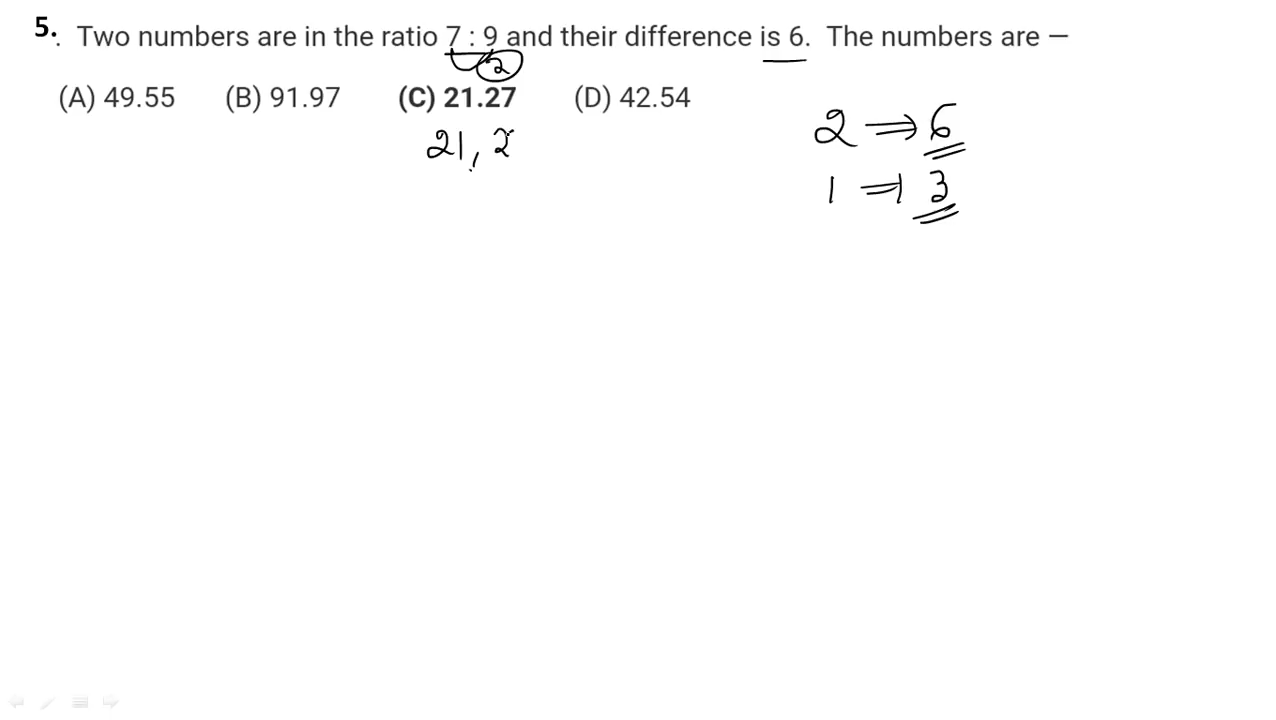 5. . Two numbers are in the ratio 7 : 9 and their difference is 6. The numbers are —
2
(A) 49.55 (B) 91.97 (C) 21.27 (D) 42.54
2 ⇒ 6
21, 2
1 ⇒ 3